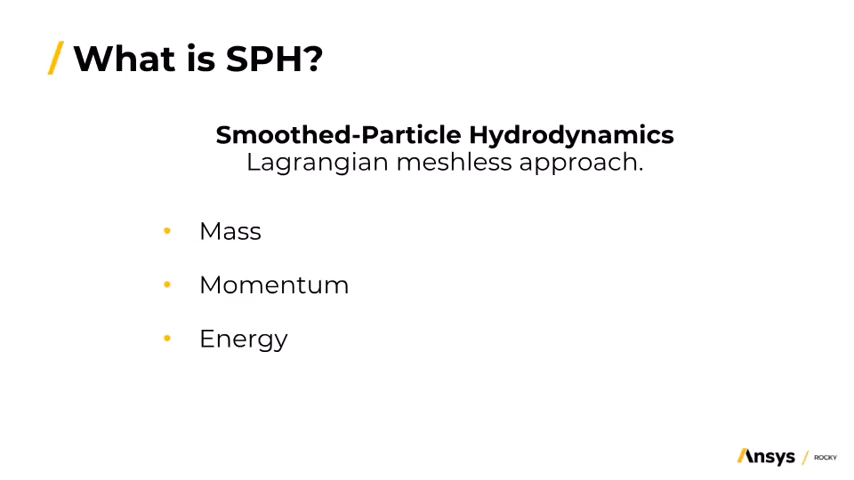 / What is SPH?
Smoothed-Particle Hydrodynamics
Lagrangian meshless approach.
• Mass
• Momentum
• Energy
Ansys / ROCKY